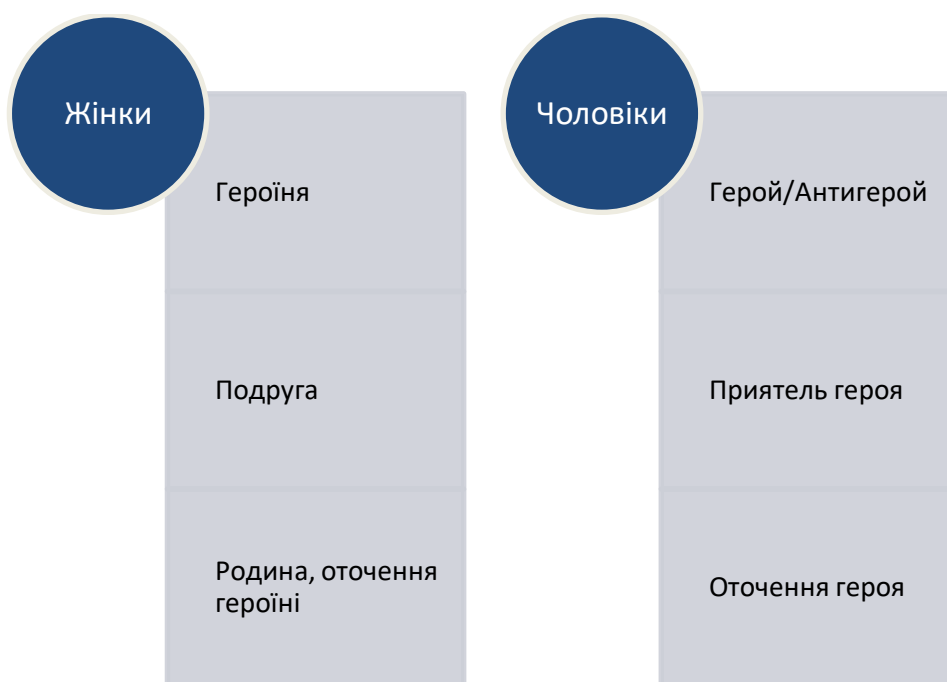 Жінки
Героїня
Подруга
Родина, оточення
героїні
Чоловіки
Герой/Антигерой
Приятель героя
Оточення героя